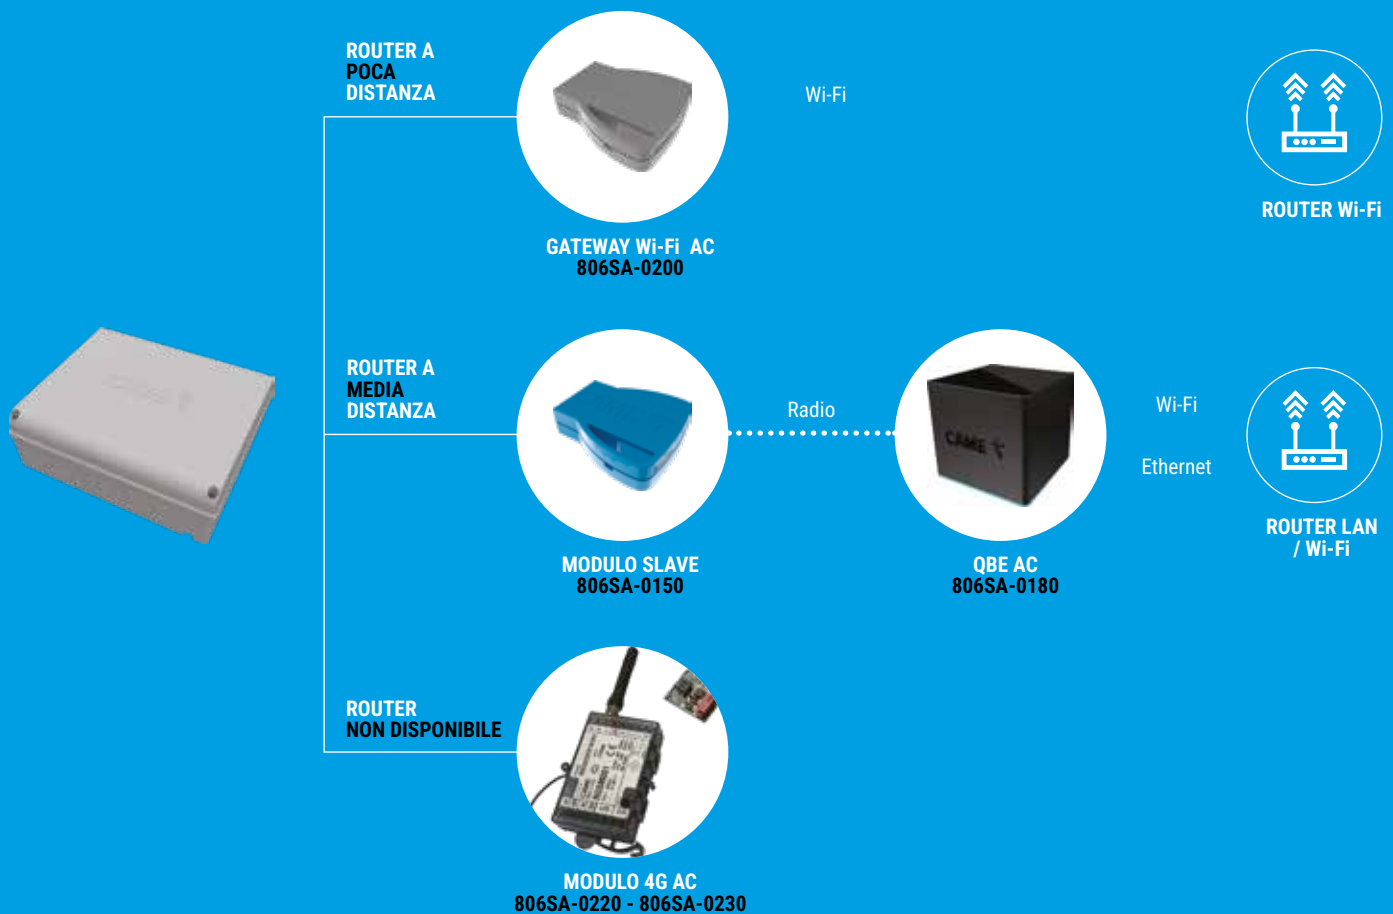 ROUTER A
POCA
DISTANZA
Wi-Fi
GATEWAY Wi-Fi AC
806SA-0200
ROUTER Wi-Fi
CAME
ROUTER A
MEDIA
DISTANZA
Radio
CAME
Wi-Fi
Ethernet
MODULO SLAVE
806SA-0150
QBE AC
806SA-0180
ROUTER LAN
/ Wi-Fi
ROUTER
NON DISPONIBILE
MODULO 4G AC
806SA-0220 - 806SA-0230